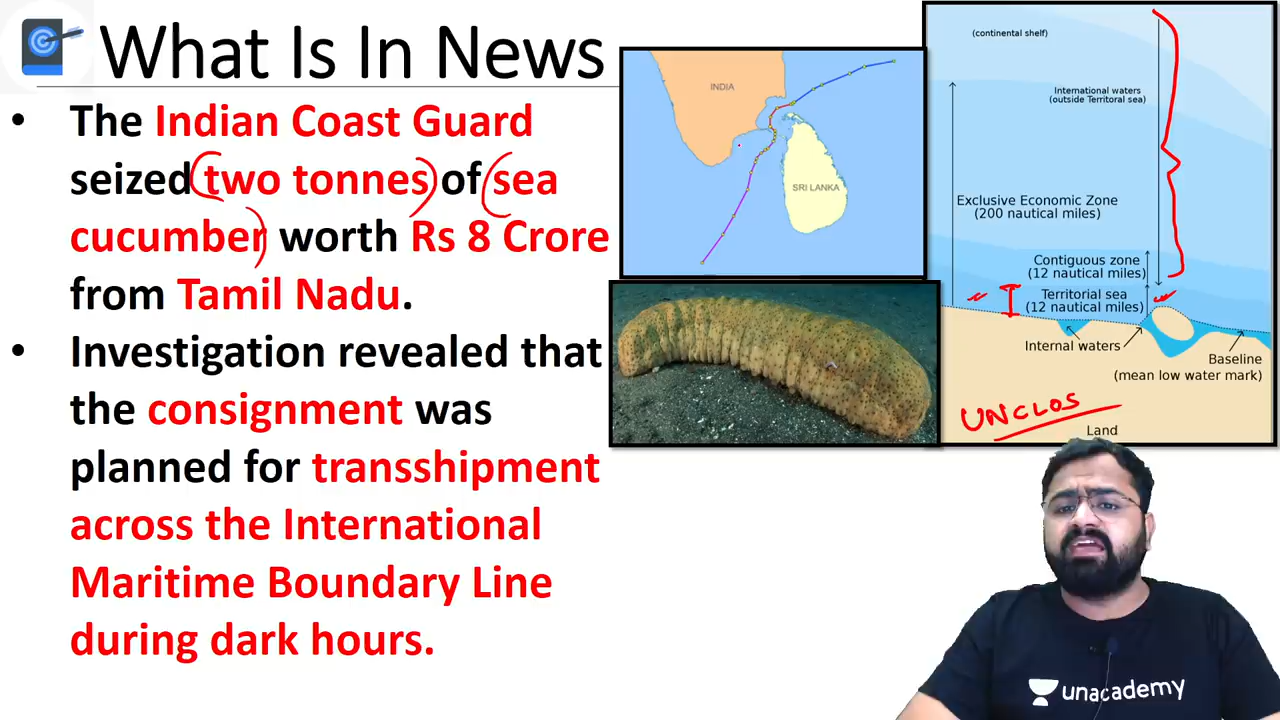 What Is In News
• The Indian Coast Guard
seized two tonnes of sea
cucumber worth Rs 8 Crore
from Tamil Nadu.
• Investigation revealed that
the consignment was
planned for transshipment
across the International
Maritime Boundary Line
during dark hours.
INDIA
SRI LANKA
(continental shelf)
International waters
(outside Territoral sea)
Exclusive Economic Zone
(200 nautical miles)
Contiguous zone
(12 nautical miles)
Territorial sea
(12 nautical miles)
Internal waters
Baseline
(mean low water mark)
UNCLOS
Land
unacademy